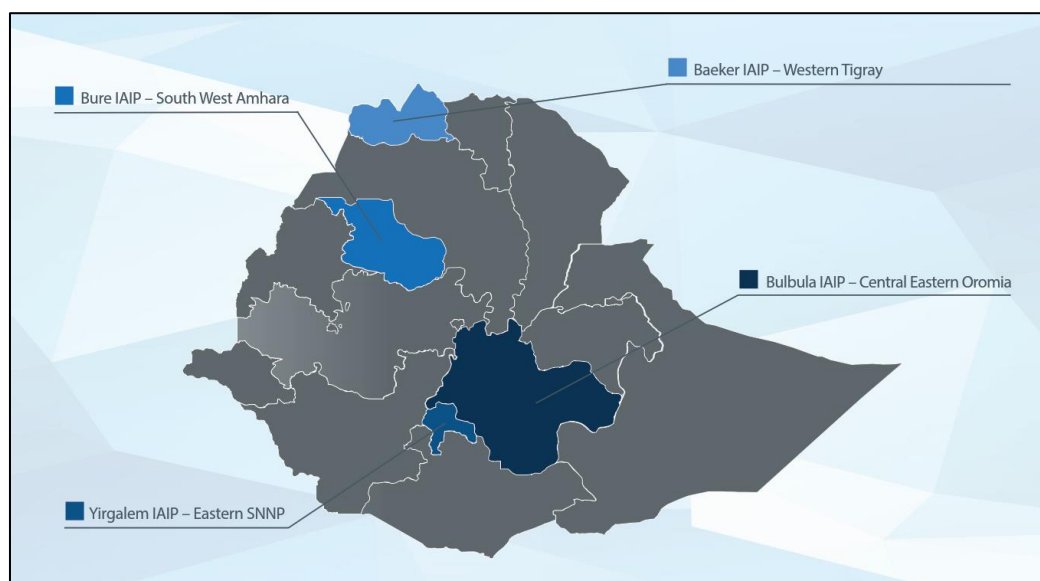 Baeker IAIP – Western Tigray
Bure IAIP – South West Amhara
Bulbula IAIP – Central Eastern Oromia
Yirgalem IAIP – Eastern SNNP